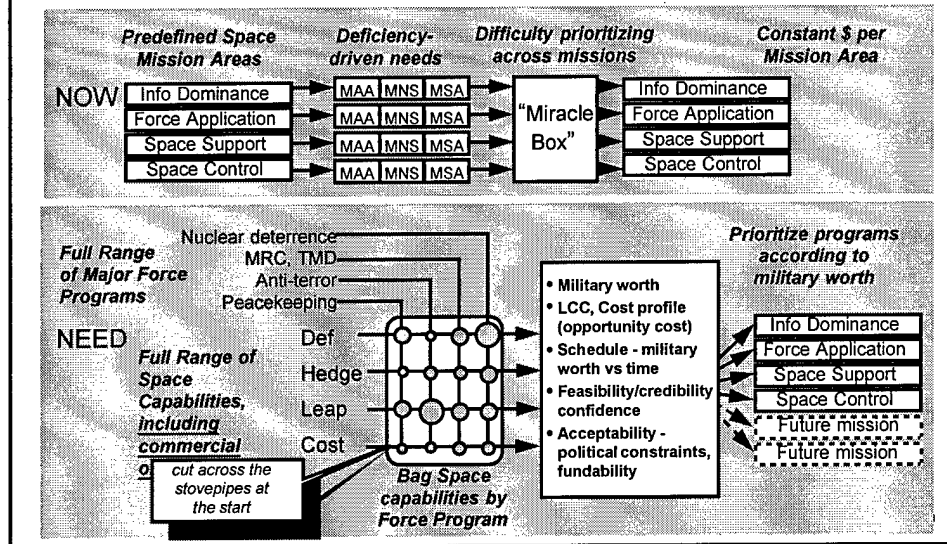 Predefined Space
Mission Areas
Deficiency-
driven needs
Difficulty prioritizing
across missions
Constant $ per
Mission Area
NOW
Info Dominance
MAA MNS MSA
Info Dominance
Force Application
MAA MNS MSA
Force Application
Space Support
MAA MNS MSA
Space Support
Space Control
MAA MNS MSA
Space Control
"Miracle
Box"
Full Range
of Major Force
Programs
Nuclear deterrence
MRC, TMD
Anti-terror
Peacekeeping
Prioritize programs
according to
military worth
NEED
Full Range of
Space
Capabilities,
including
commercial
Def
Hedge
Leap
Cost
cut across the
stovepipes at
the start
Bag Space
capabilities by
Force Program
• Military worth
• LCC, Cost profile
(opportunity cost)
• Schedule - military
worth vs time
• Feasibility/credibility
confidence
• Acceptability -
political constraints,
fundability
Info Dominance
Force Application
Space Support
Space Control
Future mission
Future mission